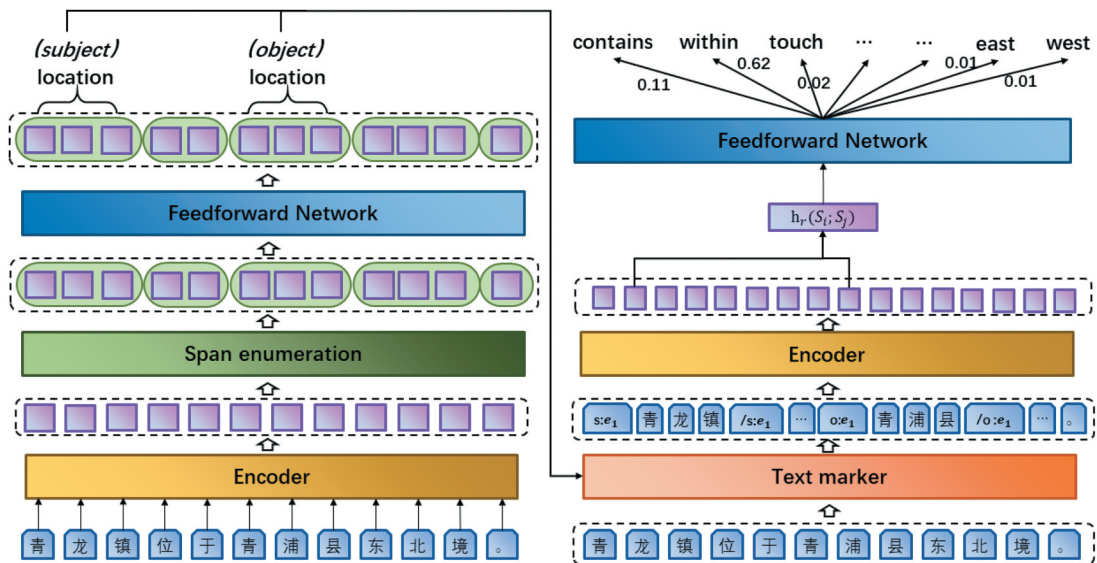 (subject)
location
(object)
location
Feedforward Network
Span enumeration
Encoder
青 龙 镇 位 于 青 浦 县 东 北 境 。
contains within touch ... ... east west
0.11 0.62 0.02 0.01 0.01
Feedforward Network
h_r(S_i; S_j)
Encoder
s:e₁ 青 龙 镇 /s:e₁ ... o:e₁ 青 浦 县 /o:e₁ ... 。
Text marker
青 龙 镇 位 于 青 浦 县 东 北 境 。